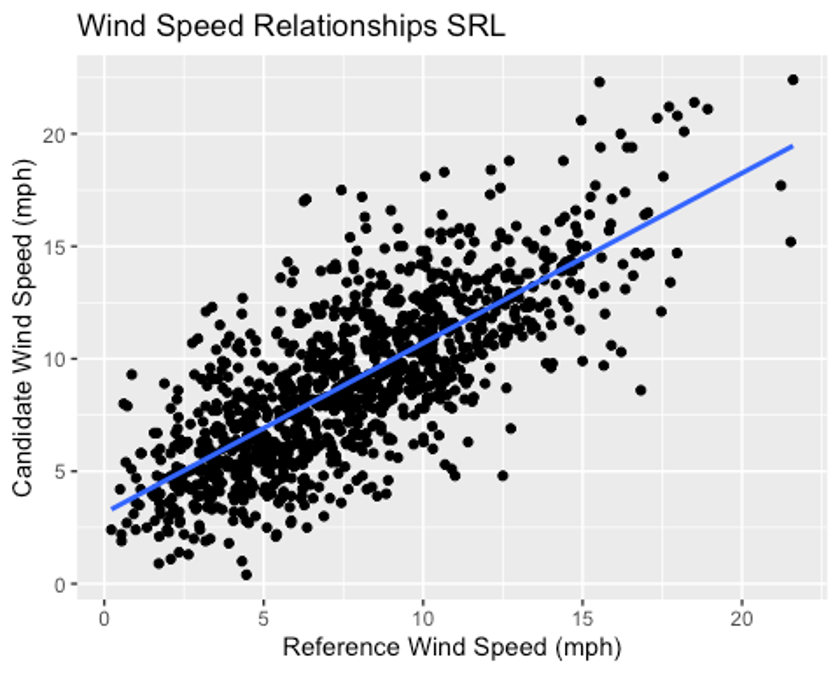 Wind Speed Relationships SRL
Candidate Wind Speed (mph)
20
15
10
5
0
0 5 10 15 20
Reference Wind Speed (mph)